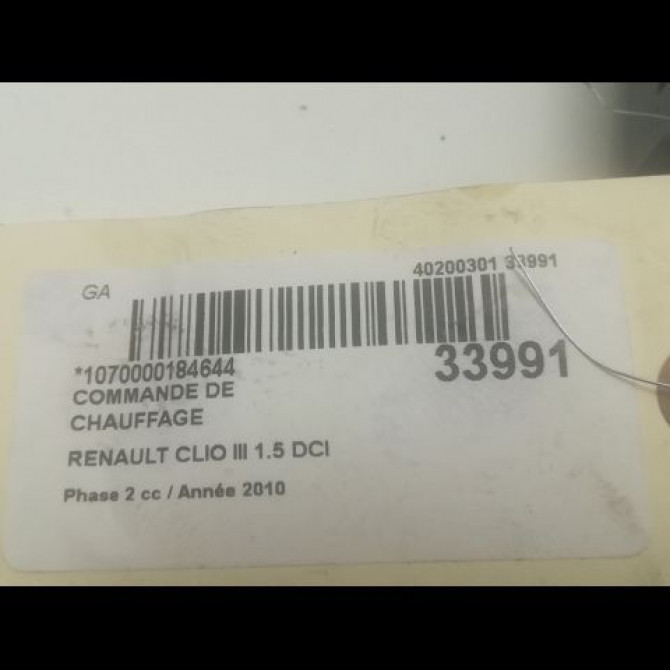 GA
40200301 33991
*1070000184644
33991
COMMANDE DE
CHAUFFAGE
RENAULT CLIO III 1.5 DCI
Phase 2 cc / Année 2010